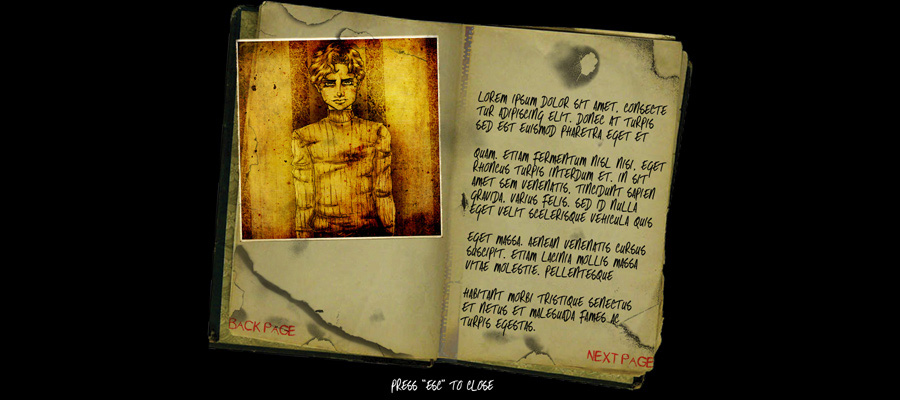 LOREM IPSUM DOLOR SIT AMET, CONSECTE
TUR ADIPISCING ELIT. DONEC AT TURPIS
SED EST EUISMOD PHARETRA EGET ET
QUAM. ETIAM FERMENTUM NISL NISI, EGET
RHONCUS TURPIS INTERDUM ET. IN SIT
AMET SEM VENENATIS, TINCIDUNT SAPIEN
GRAVIDA, VARIUS FELIS. SED ID NULLA
EGET VELIT SCELERISQUE VEHICULA QUIS
EGET MASSA. AENEAN VENENATIS CURSUS
SUSCIPIT. ETIAM LACINIA MOLLIS MASSA
VITAE MOLESTIE. PELLENTESQUE
HABITANT MORBI TRISTIQUE SENECTUS
ET NETUS ET MALESUADA FAMES AC
TURPIS EGESTAS.
BACK PAGE
NEXT PAGE
PRESS "ESC" TO CLOSE